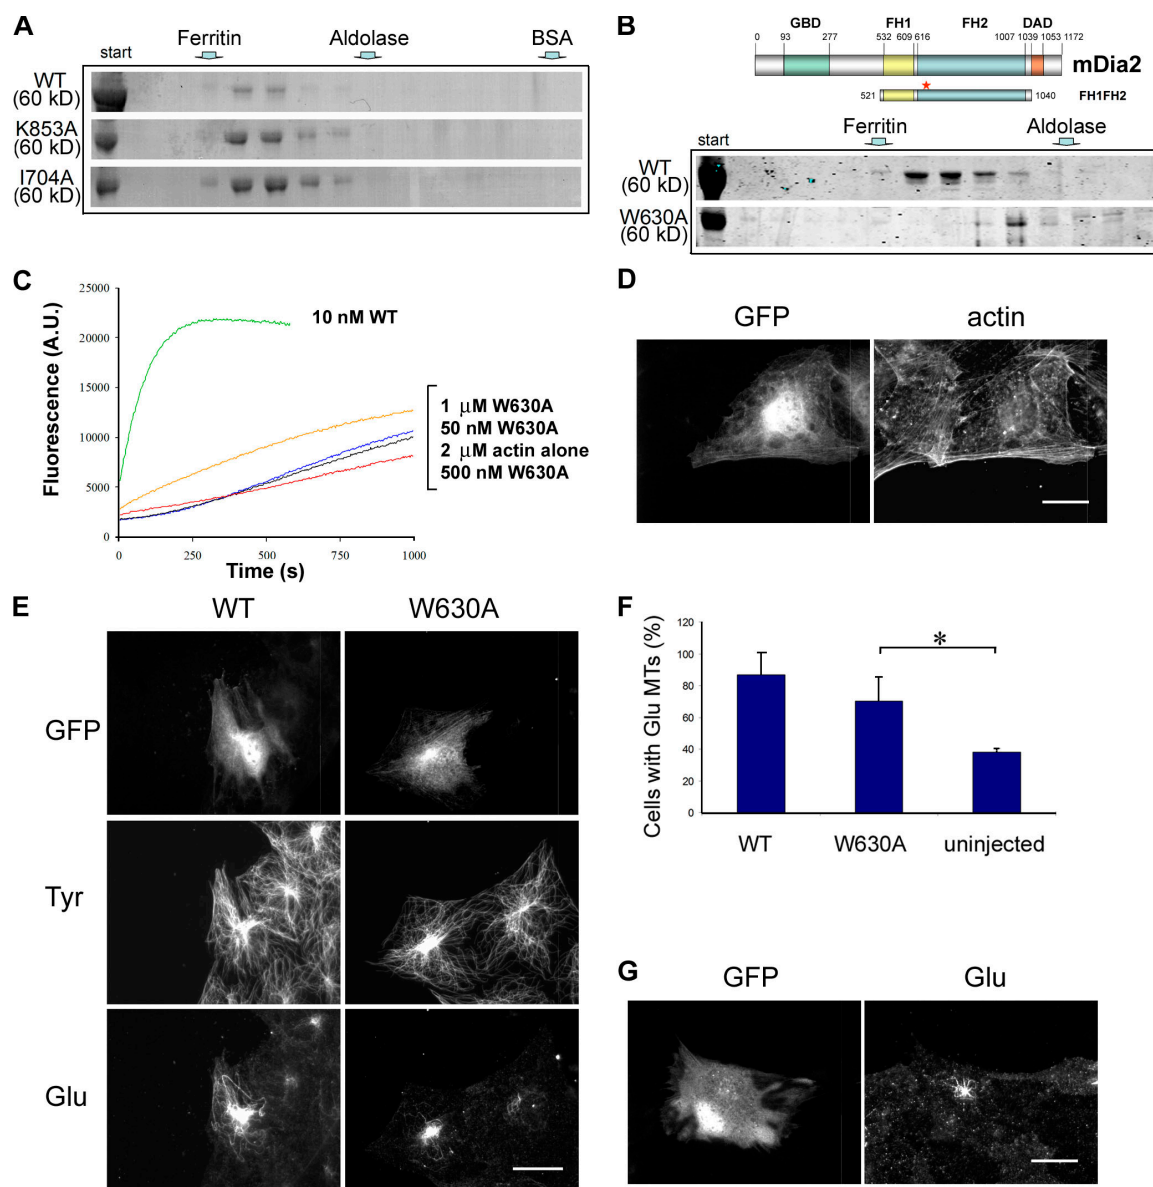 A
start
Ferritin
Aldolase
BSA
WT
(60 kD)
K853A
(60 kD)
I704A
(60 kD)
B
GBD
FH1
FH2
DAD
0 93 277 532 609 616 1007 1039 1053 1172
mDia2
521
1040
FH1FH2
start
Ferritin
Aldolase
WT
(60 kD)
W630A
(60 kD)
C
Fluorescence (A.U.)
25000
20000
15000
10000
5000
0
0 250 500 750 1000
Time (s)
10 nM WT
1 µM W630A
50 nM W630A
2 µM actin alone
500 nM W630A
D
GFP
actin
E
WT
W630A
GFP
Tyr
Glu
F
Cells with Glu MTs (%)
120
100
80
60
40
20
0
*
WT
W630A
uninjected
G
GFP
Glu